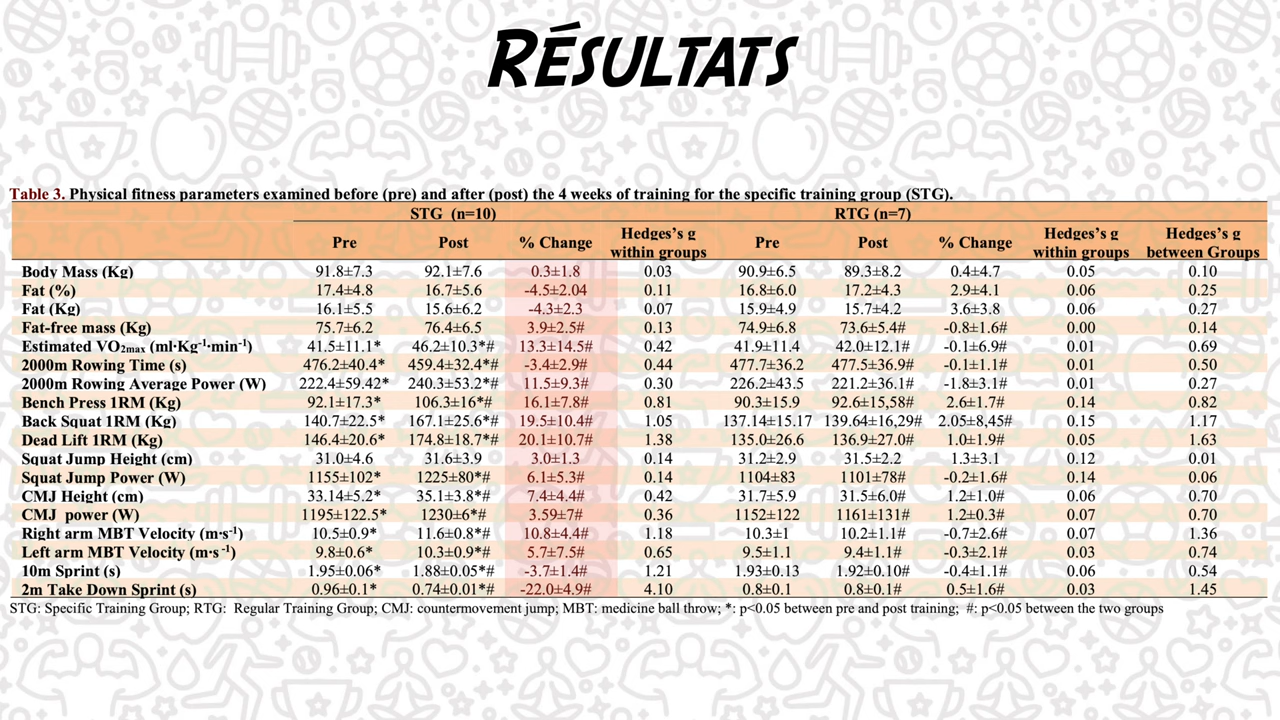 RÉSULTATS
Table 3. Physical fitness parameters examined before (pre) and after (post) the 4 weeks of training for the specific training group (STG).
STG (n=10) RTG (n=7)
Pre Post % Change Hedges's g within groups Pre Post % Change Hedges's g within groups Hedges's g between Groups
Body Mass (Kg) 91.8±7.3 92.1±7.6 0.3±1.8 0.03 90.9±6.5 89.3±8.2 0.4±4.7 0.05 0.10
Fat (%) 17.4±4.8 16.7±5.6 -4.5±2.04 0.11 16.8±6.0 17.2±4.3 2.9±4.1 0.06 0.25
Fat (Kg) 16.1±5.5 15.6±6.2 -4.3±2.3 0.07 15.9±4.9 15.7±4.2 3.6±3.8 0.06 0.27
Fat-free mass (Kg) 75.7±6.2 76.4±6.5 3.9±2.5# 0.13 74.9±6.8 73.6±5.4# -0.8±1.6# 0.00 0.14
Estimated VO₂max (ml·Kg⁻¹·min⁻¹) 41.5±11.1* 46.2±10.3*# 13.3±14.5# 0.42 41.9±11.4 42.0±12.1# -0.1±6.9# 0.01 0.69
2000m Rowing Time (s) 476.2±40.4* 459.4±32.4*# -3.4±2.9# 0.44 477.7±36.2 477.5±36.9# -0.1±1.1# 0.01 0.50
2000m Rowing Average Power (W) 222.4±59.42* 240.3±53.2*# 11.5±9.3# 0.30 226.2±43.5 221.2±36.1# -1.8±3.1# 0.01 0.27
Bench Press 1RM (Kg) 92.1±17.3* 106.3±16*# 16.1±7.8# 0.81 90.3±15.9 92.6±15,58# 2.6±1.7# 0.14 0.82
Back Squat 1RM (Kg) 140.7±22.5* 167.1±25.6*# 19.5±10.4# 1.05 137.14±15.17 139.64±16,29# 2.05±8,45# 0.15 1.17
Dead Lift 1RM (Kg) 146.4±20.6* 174.8±18.7*# 20.1±10.7# 1.38 135.0±26.6 136.9±27.0# 1.0±1.9# 0.05 1.63
Squat Jump Height (cm) 31.0±4.6 31.6±3.9 3.0±1.3 0.14 31.2±2.9 31.5±2.2 1.3±3.1 0.12 0.01
Squat Jump Power (W) 1155±102* 1225±80*# 6.1±5.3# 0.14 1104±83 1101±78# -0.2±1.6# 0.14 0.06
CMJ Height (cm) 33.14±5.2* 35.1±3.8*# 7.4±4.4# 0.42 31.7±5.9 31.5±6.0# 1.2±1.0# 0.06 0.70
CMJ power (W) 1195±122.5* 1230±6*# 3.59±7# 0.36 1152±122 1161±131# 1.2±0.3# 0.07 0.70
Right arm MBT Velocity (m·s⁻¹) 10.5±0.9* 11.6±0.8*# 10.8±4.4# 1.18 10.3±1 10.2±1.1# -0.7±2.6# 0.07 1.36
Left arm MBT Velocity (m·s⁻¹) 9.8±0.6* 10.3±0.9*# 5.7±7.5# 0.65 9.5±1.1 9.4±1.1# -0.3±2.1# 0.03 0.74
10m Sprint (s) 1.95±0.06* 1.88±0.05*# -3.7±1.4# 1.21 1.93±0.13 1.92±0.10# -0.4±1.1# 0.06 0.54
2m Take Down Sprint (s) 0.96±0.1* 0.74±0.01*# -22.0±4.9# 4.10 0.8±0.1 0.8±0.1# 0.5±1.6# 0.03 1.45
STG: Specific Training Group; RTG: Regular Training Group; CMJ: countermovement jump; MBT: medicine ball throw; *: p<0.05 between pre and post training; #: p<0.05 between the two groups